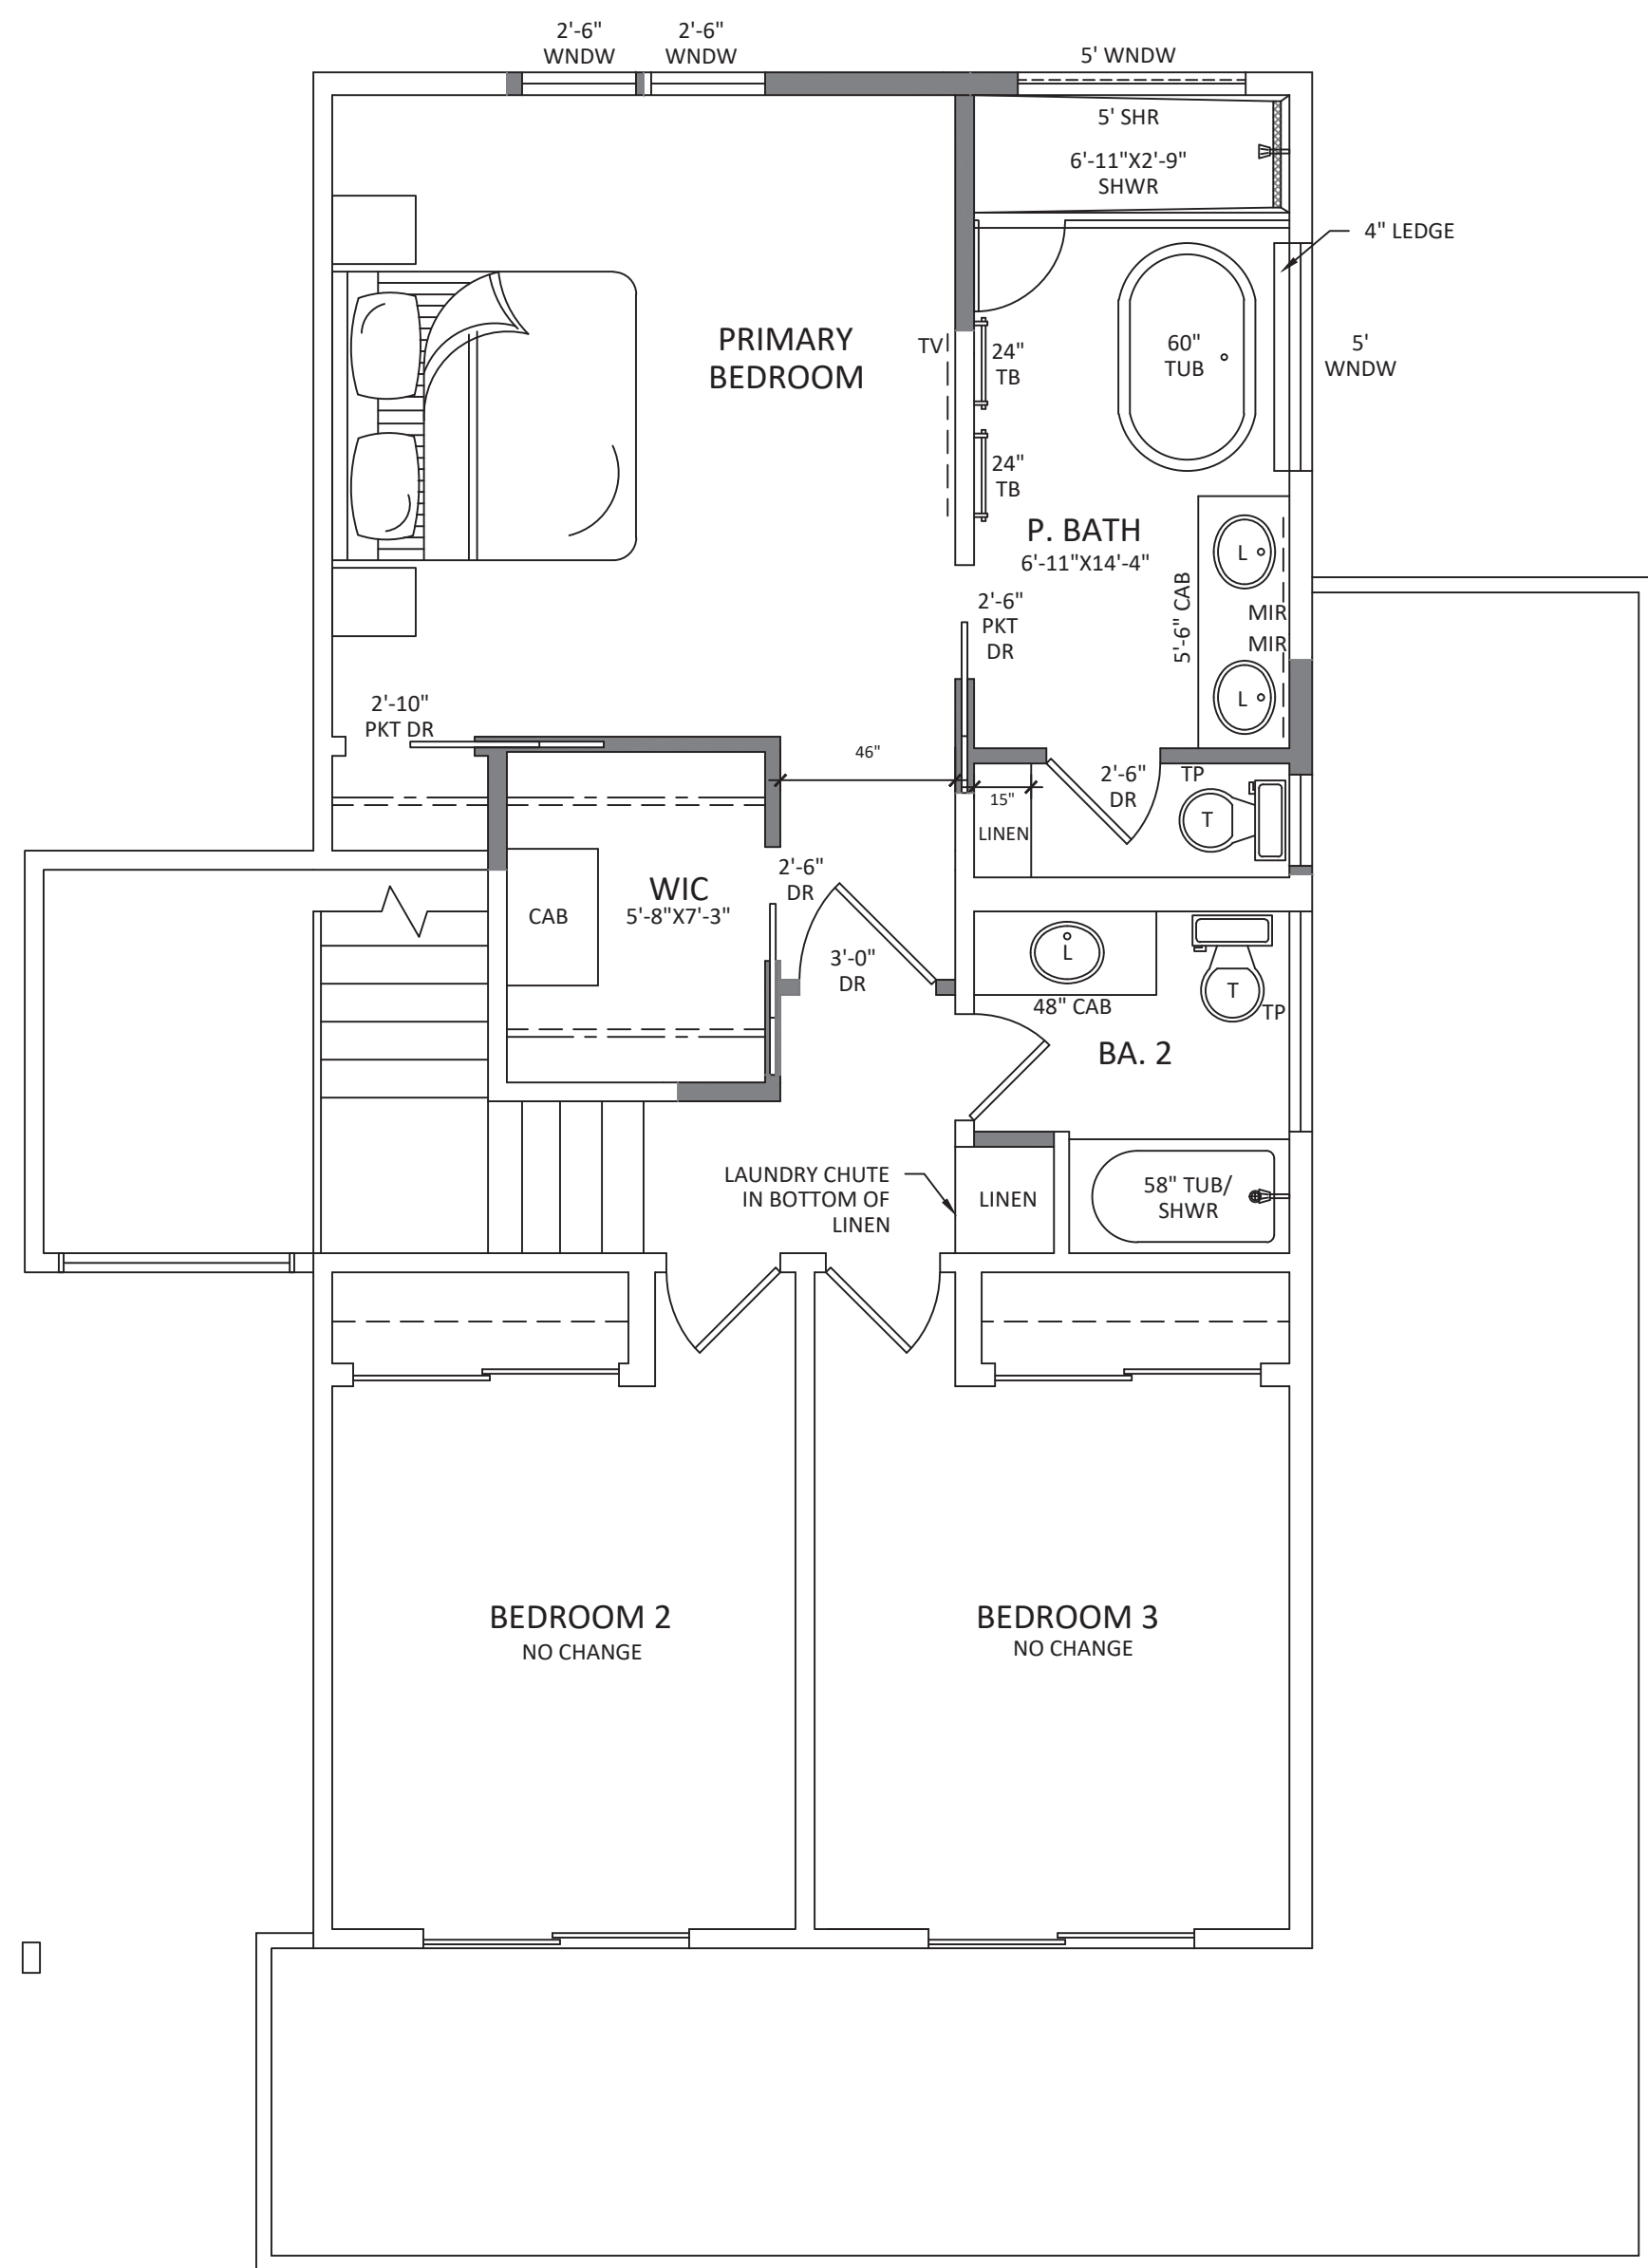 2'-6"
WNDW
2'-6"
WNDW
5' WNDW
5' SHR
6'-11"X2'-9"
SHWR
4" LEDGE
PRIMARY
BEDROOM
TV
24"
TB
60"
TUB
5'
WNDW
24"
TB
P. BATH
6'-11"X14'-4"
L
5'-6" CAB
MIR
MIR
L
2'-6"
PKT
DR
2'-10"
PKT DR
46"
15"
LINEN
2'-6"
DR
TP
T
WIC
5'-8"X7'-3"
CAB
2'-6"
DR
3'-0"
DR
L
48" CAB
T
TP
BA. 2
LAUNDRY CHUTE
IN BOTTOM OF
LINEN
LINEN
58" TUB/
SHWR
BEDROOM 2
NO CHANGE
BEDROOM 3
NO CHANGE